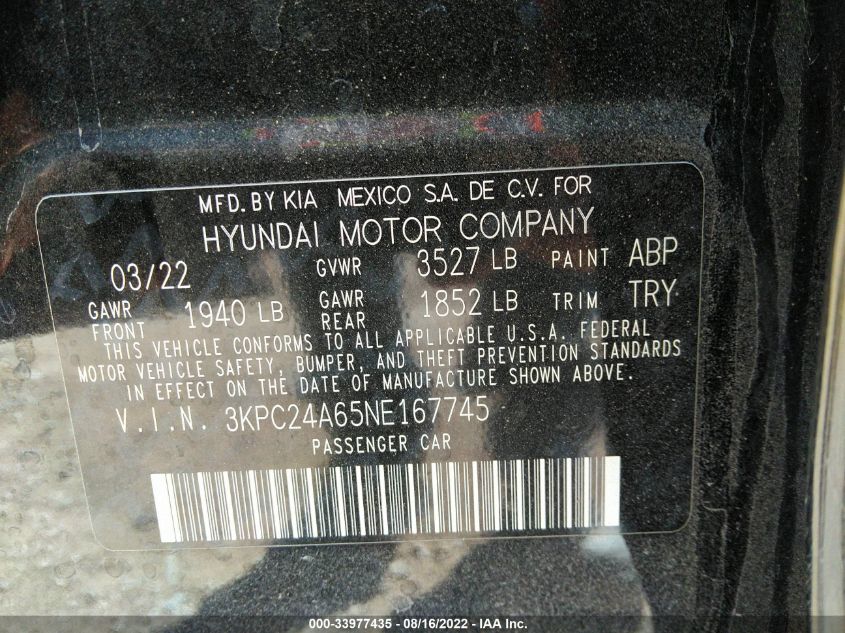 MFD. BY KIA MEXICO S.A. DE C.V. FOR
HYUNDAI MOTOR COMPANY
03/22 GVWR 3527 LB PAINT ABP
GAWR FRONT 1940 LB GAWR REAR 1852 LB TRIM TRY
THIS VEHICLE CONFORMS TO ALL APPLICABLE U.S.A. FEDERAL
MOTOR VEHICLE SAFETY, BUMPER, AND THEFT PREVENTION STANDARDS
IN EFFECT ON THE DATE OF MANUFACTURE SHOWN ABOVE.
V.I.N. 3KPC24A65NE167745
PASSENGER CAR
000-33977435 - 08/16/2022 - IAA Inc.